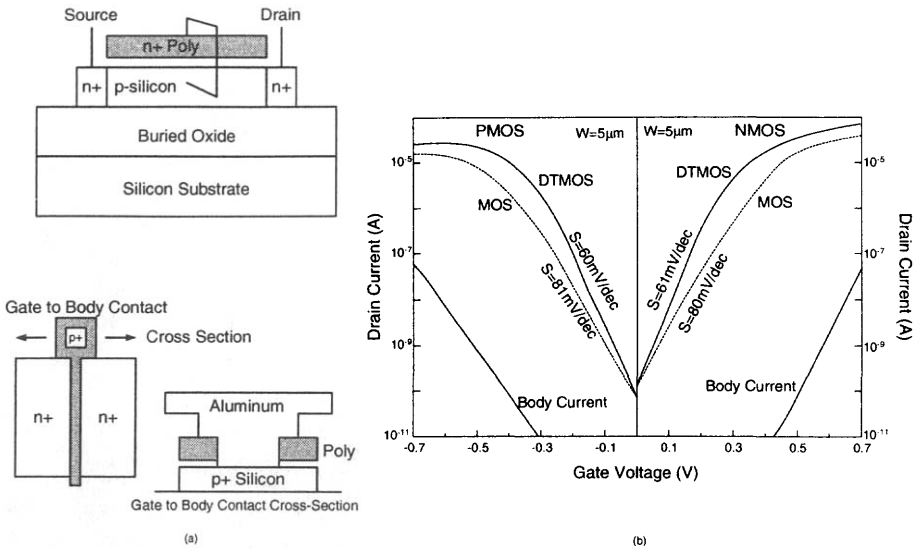 Source
Drain
n+ Poly
n+
p-silicon
n+
Buried Oxide
Silicon Substrate
Gate to Body Contact
p+
Cross Section
n+
n+
Aluminum
Poly
p+ Silicon
Gate to Body Contact Cross-Section
(a)
PMOS
W=5µm
W=5µm
NMOS
DTMOS
DTMOS
MOS
MOS
S=60mV/dec
S=81mV/dec
S=61mV/dec
S=80mV/dec
Body Current
Body Current
Drain Current (A)
10-5
10-7
10-9
10-11
Drain Current (A)
10-5
10-7
10-9
10-11
-0.7
-0.5
-0.3
-0.1
0.1
0.3
0.5
0.7
Gate Voltage (V)
(b)